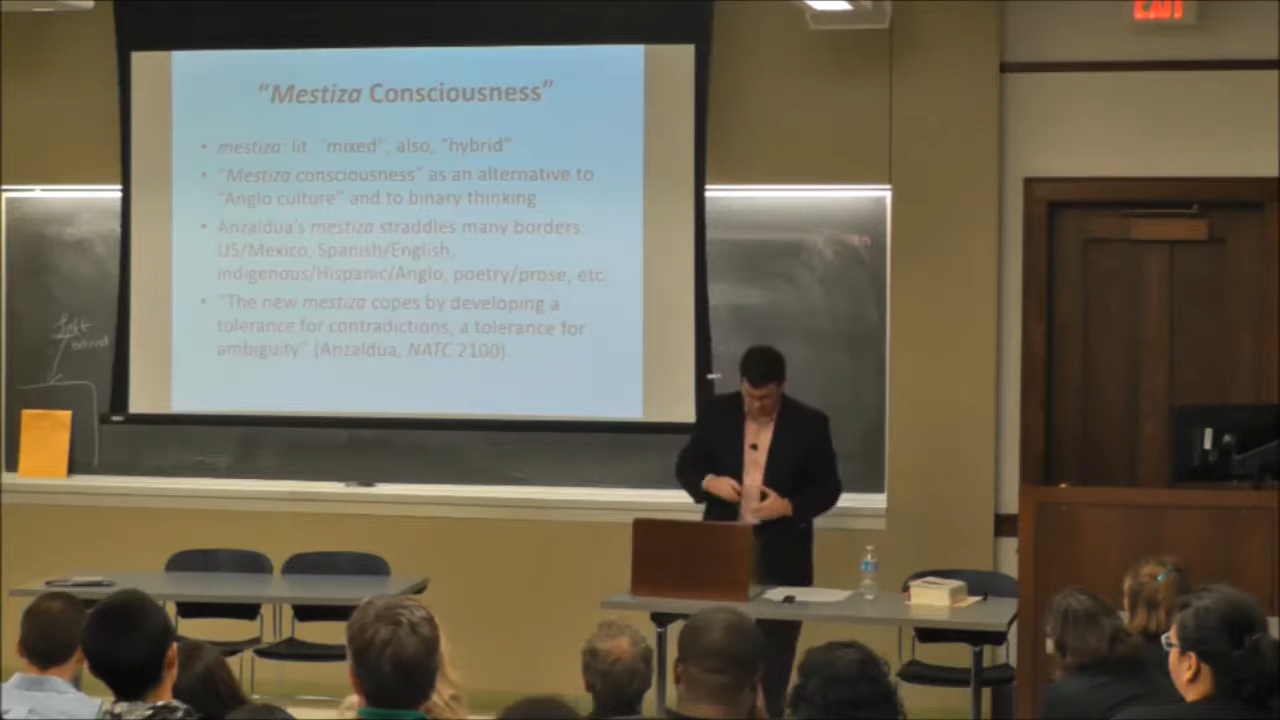 EXIT
"Mestiza Consciousness"
• mestiza: lit. "mixed", also, "hybrid"
• "Mestiza consciousness" as an alternative to
"Anglo culture" and to binary thinking
• Anzaldúa's mestiza straddles many borders:
US/Mexico, Spanish/English,
indigenous/Hispanic/Anglo, poetry/prose, etc.
• "The new mestiza copes by developing a
tolerance for contradictions, a tolerance for
ambiguity" (Anzaldúa, NATC 2100)
left